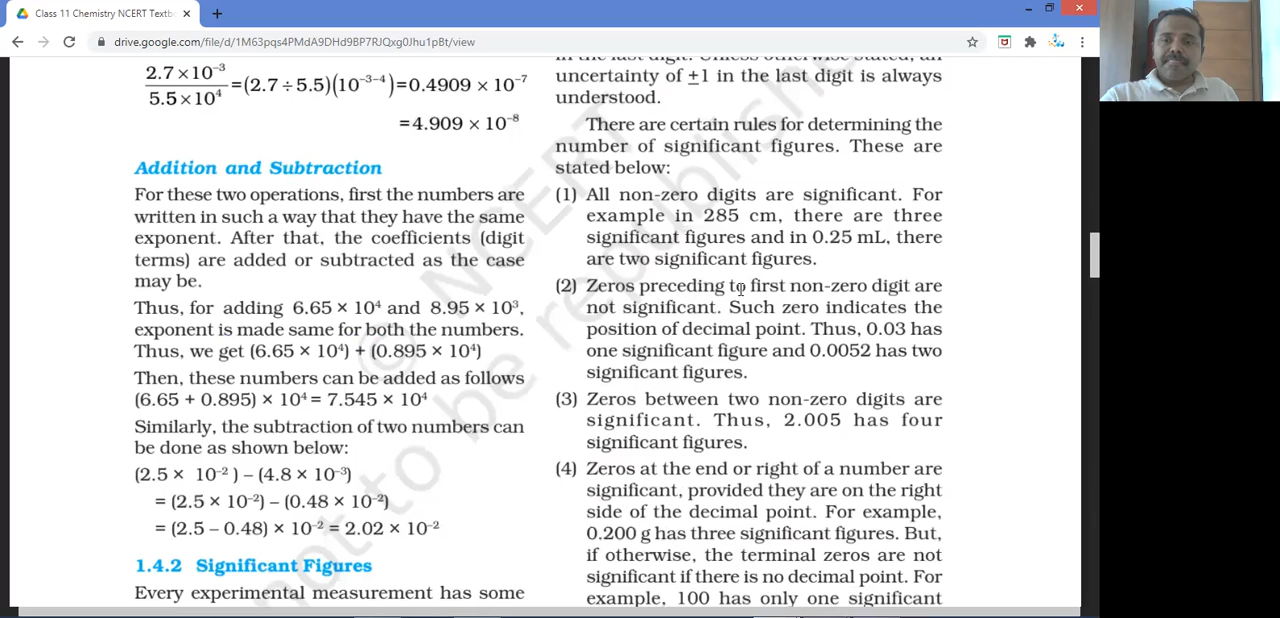 Class 11 Chemistry NCERT Textb
drive.google.com/file/d/1M63pqs4PMdA9DHd9BP7RJQxg0Jhu1pBt/view
2.7 × 10⁻³
5.5 × 10⁴
= (2.7 ÷ 5.5) (10⁻³⁻⁴) = 0.4909 × 10⁻⁷
= 4.909 × 10⁻⁸
Addition and Subtraction
For these two operations, first the numbers are
written in such a way that they have the same
exponent. After that, the coefficients (digit
terms) are added or subtracted as the case
may be.
Thus, for adding 6.65 × 10⁴ and 8.95 × 10³,
exponent is made same for both the numbers.
Thus, we get (6.65 × 10⁴) + (0.895 × 10⁴)
Then, these numbers can be added as follows
(6.65 + 0.895) × 10⁴ = 7.545 × 10⁴
Similarly, the subtraction of two numbers can
be done as shown below:
(2.5 × 10⁻²) – (4.8 × 10⁻³)
= (2.5 × 10⁻²) – (0.48 × 10⁻²)
= (2.5 – 0.48) × 10⁻² = 2.02 × 10⁻²
1.4.2 Significant Figures
Every experimental measurement has some
in the last digit. Unless otherwise stated, an
uncertainty of ±1 in the last digit is always
understood.
There are certain rules for determining the
number of significant figures. These are
stated below:
(1) All non-zero digits are significant. For
example in 285 cm, there are three
significant figures and in 0.25 mL, there
are two significant figures.
(2) Zeros preceding to first non-zero digit are
not significant. Such zero indicates the
position of decimal point. Thus, 0.03 has
one significant figure and 0.0052 has two
significant figures.
(3) Zeros between two non-zero digits are
significant. Thus, 2.005 has four
significant figures.
(4) Zeros at the end or right of a number are
significant, provided they are on the right
side of the decimal point. For example,
0.200 g has three significant figures. But,
if otherwise, the terminal zeros are not
significant if there is no decimal point. For
example, 100 has only one significant
© NCERT
not to be republishe